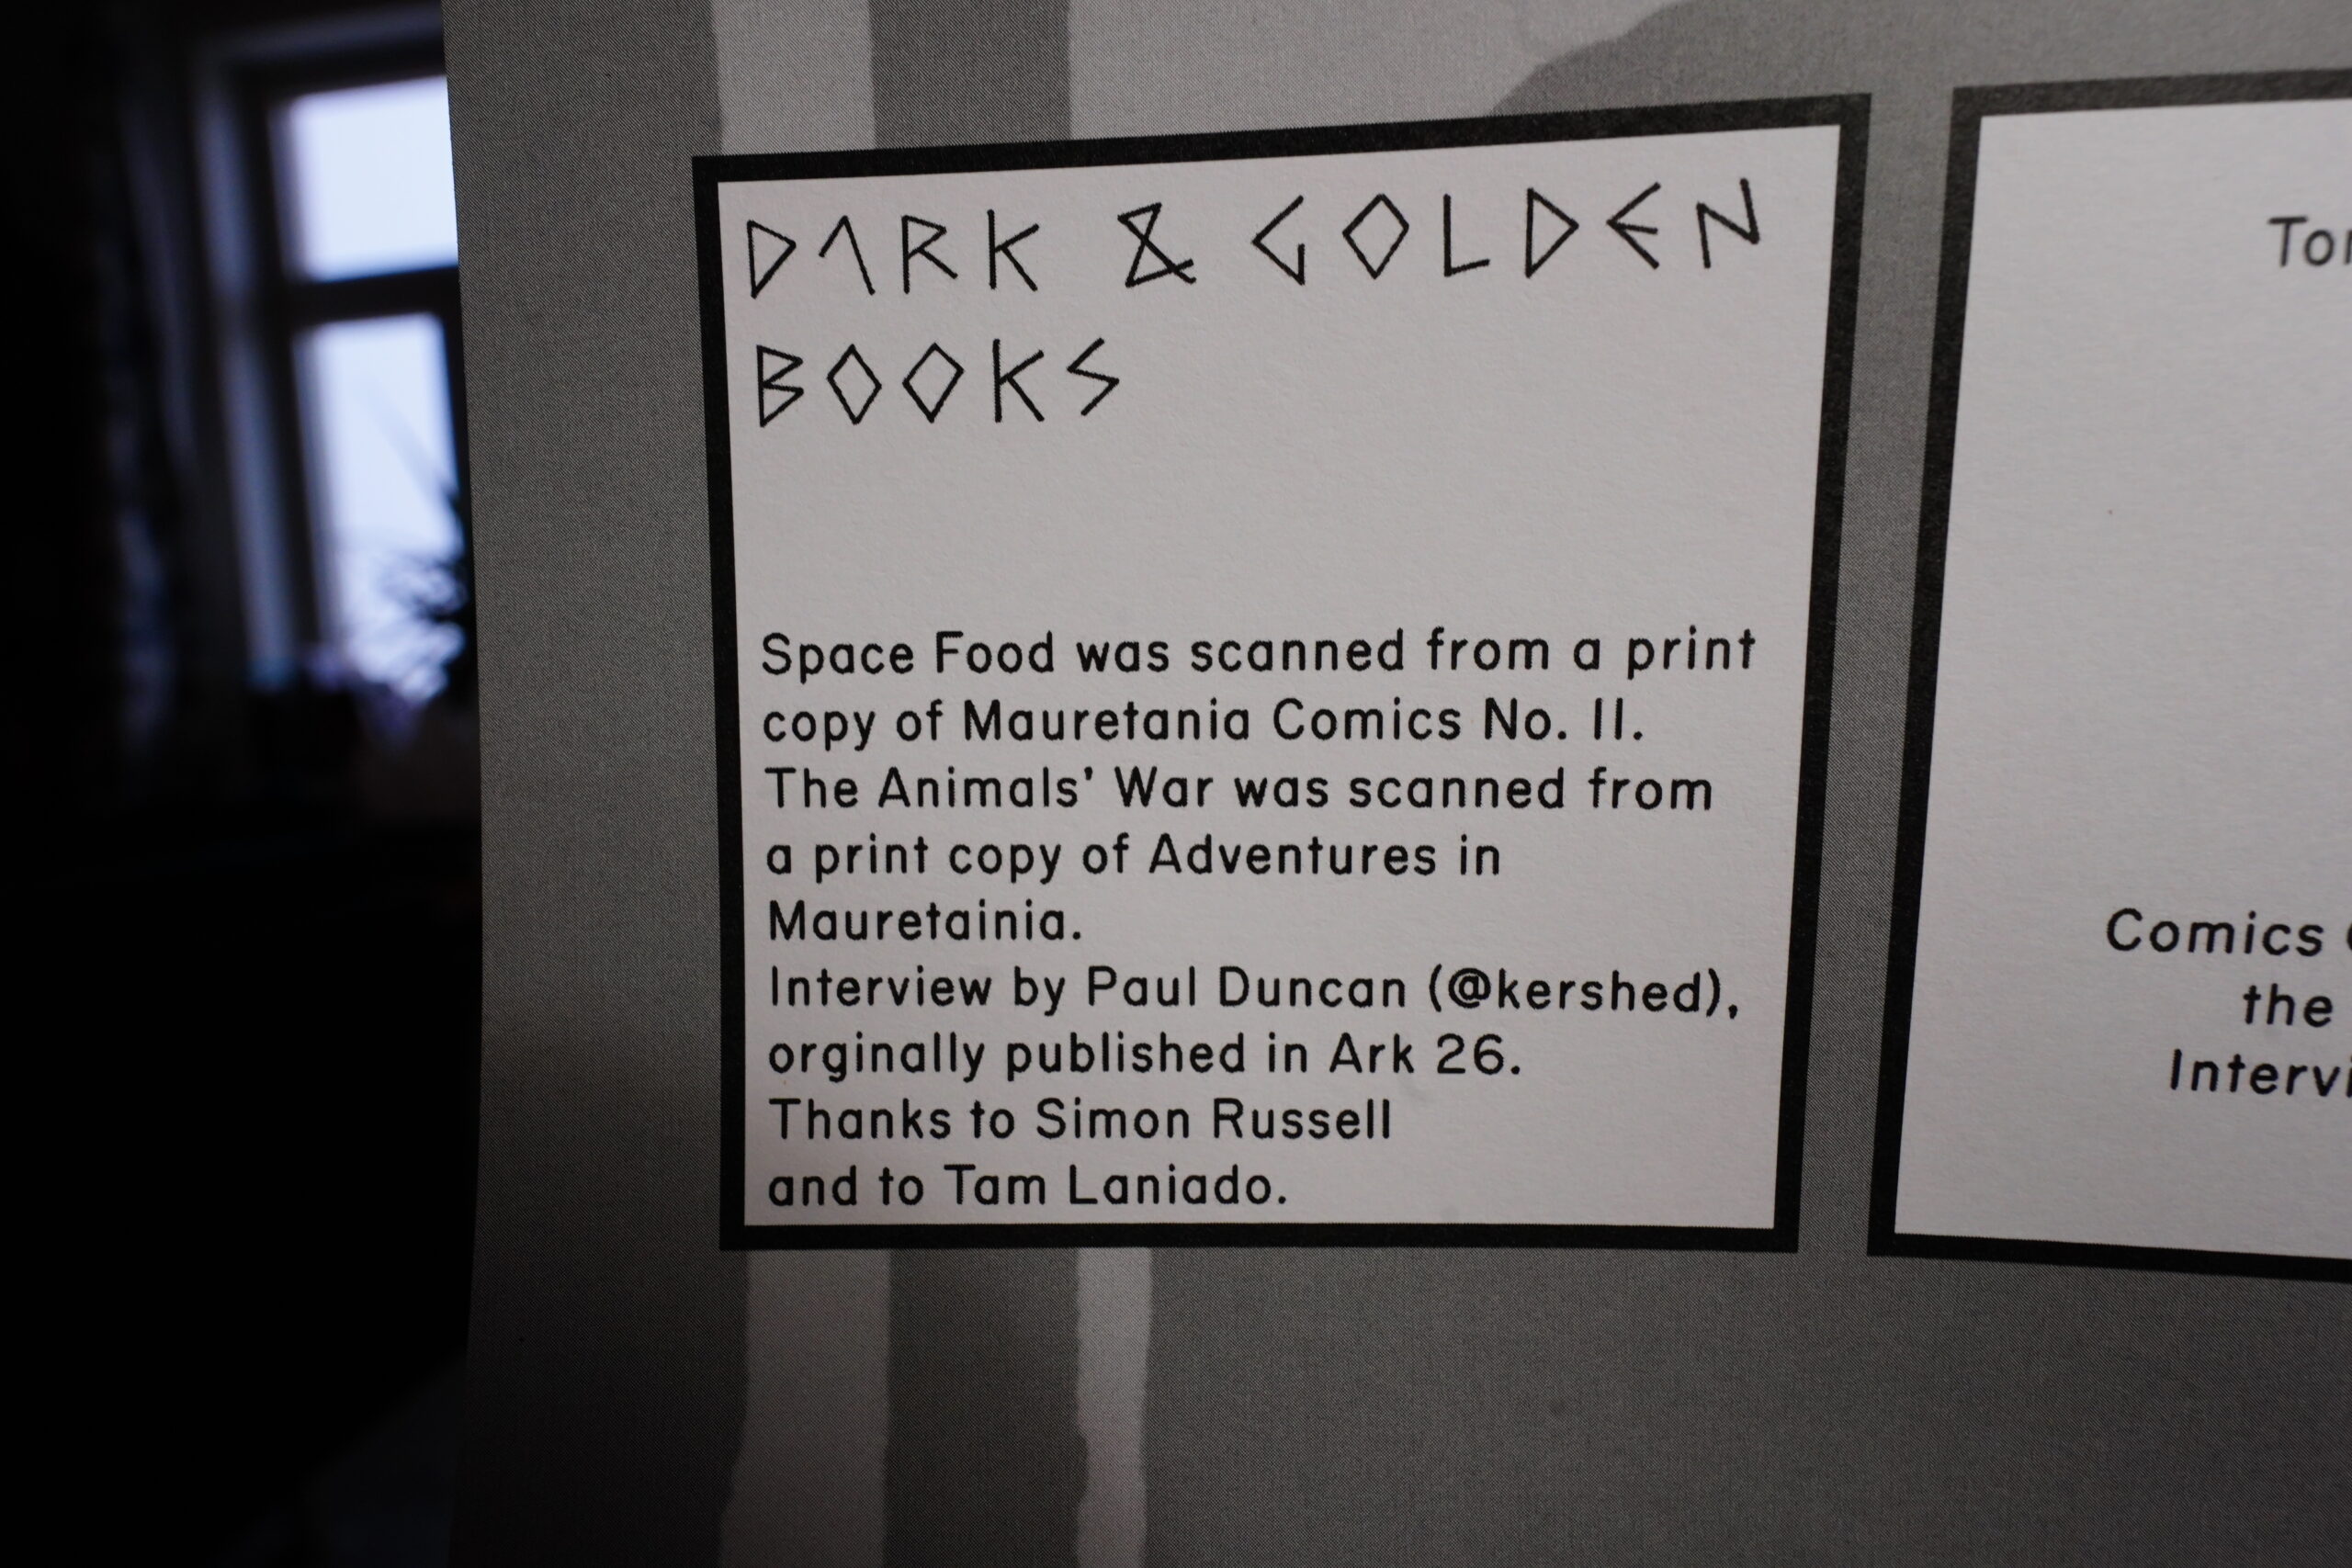 DARK & GOLDEN
BOOKS
Space Food was scanned from a print
copy of Mauretania Comics No. 11.
The Animals' War was scanned from
a print copy of Adventures in
Mauretainia.
Interview by Paul Duncan (@kershed),
orginally published in Ark 26.
Thanks to Simon Russell
and to Tam Laniado.
Comics
the